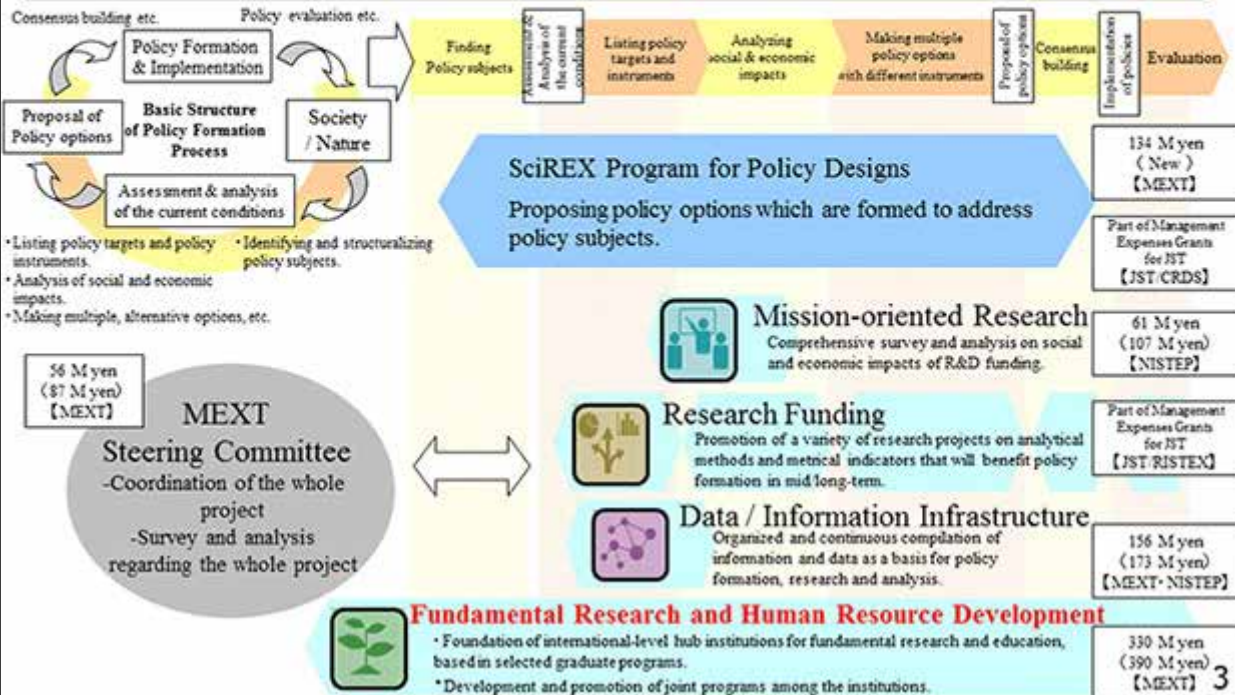 Consensus building etc.
Policy evaluation etc.
Policy Formation
& Implementation
Proposal of
Policy options
Basic Structure
of Policy Formation
Process
Society
/ Nature
Assessment & analysis
of the current conditions
・Listing policy targets and policy
instruments.
・Analysis of social and economic
impacts.
・Making multiple, alternative options, etc.
・Identifying and structuralizing
policy subjects.
Finding
Policy subjects
Assessment &
Analysis of
the current
conditions
Listing policy
targets and
instruments
Analyzing
social & economic
impacts
Making multiple
policy options
with different instruments
Proposal of
policy options
Consensus
building
Implementation
of policies
Evaluation
SciREX Program for Policy Designs
Proposing policy options which are formed to address
policy subjects.
134 M yen
( New )
【MEXT】
Part of Management
Expenses Grants
for JST
【JST/CRDS】
Mission-oriented Research
Comprehensive survey and analysis on social
and economic impacts of R&D funding.
61 M yen
(107 M yen)
【NISTEP】
56 M yen
(87 M yen)
【MEXT】
MEXT
Steering Committee
-Coordination of the whole
project
-Survey and analysis
regarding the whole project
Research Funding
Promotion of a variety of research projects on analytical
methods and metrical indicators that will benefit policy
formation in mid/long-term.
Part of Management
Expenses Grants
for JST
【JST/RISTEX】
Data / Information Infrastructure
Organized and continuous compilation of
information and data as a basis for policy
formation, research and analysis.
156 M yen
(173 M yen)
【MEXT・NISTEP】
Fundamental Research and Human Resource Development
・Foundation of international-level hub institutions for fundamental research and education,
based in selected graduate programs.
・Development and promotion of joint programs among the institutions.
330 M yen
(390 M yen)
【MEXT】
3